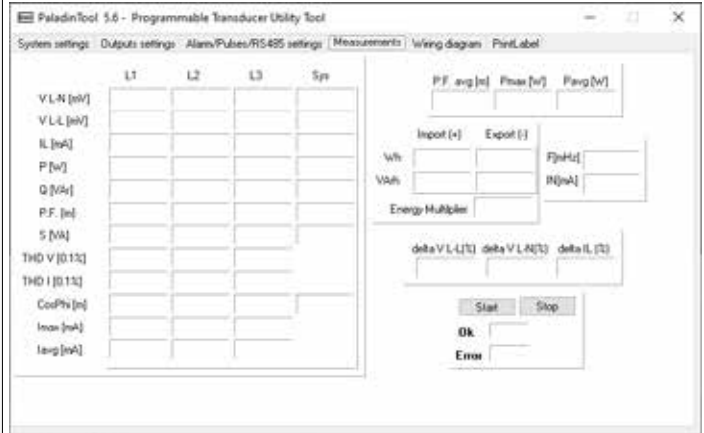 PaladinTool 5.6 - Programmable Transducer Utility Tool
System settings Outputs settings Alarm/Pulses/RS485 settings Measurements Wiring diagram PrintLabel
L1 L2 L3 Sys
V L-N [mV]
V L-L [mV]
IL [mA]
P [W]
Q [VAr]
P.F. [m]
S [VA]
THD V [0.1%]
THD I [0.1%]
CosPhi [m]
Imax [mA]
Iavg [mA]
P.F. avg [m] Pmax [W] Pavg [W]
Import (+) Export (-)
Wh
VArh
Energy Multiplier
F[mHz]
IN[mA]
delta V L-L(%) delta V L-N(%) delta IL (%)
Start Stop
Ok
Error